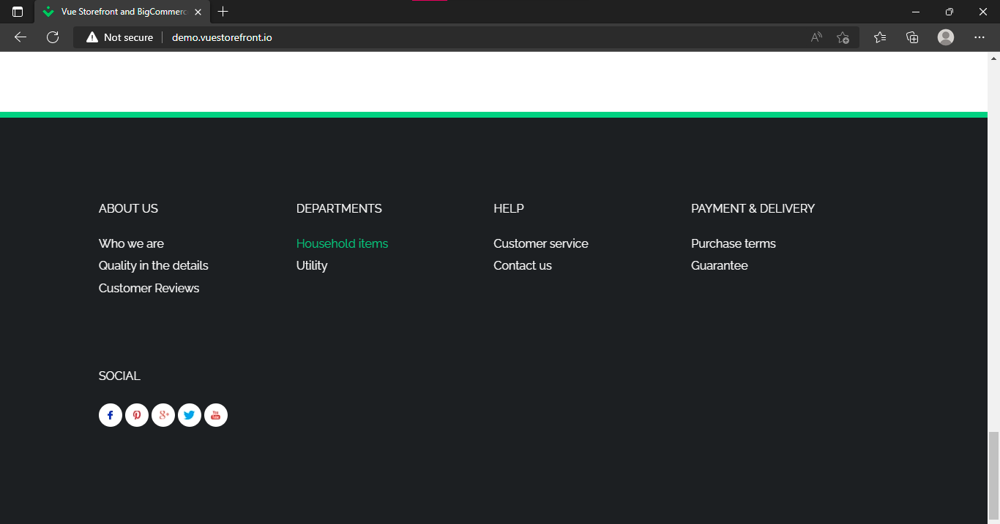 Vue Storefront and BigCommerc
Not secure
demo.vuestorefront.io
ABOUT US
Who we are
Quality in the details
Customer Reviews
DEPARTMENTS
Household items
Utility
HELP
Customer service
Contact us
PAYMENT & DELIVERY
Purchase terms
Guarantee
SOCIAL